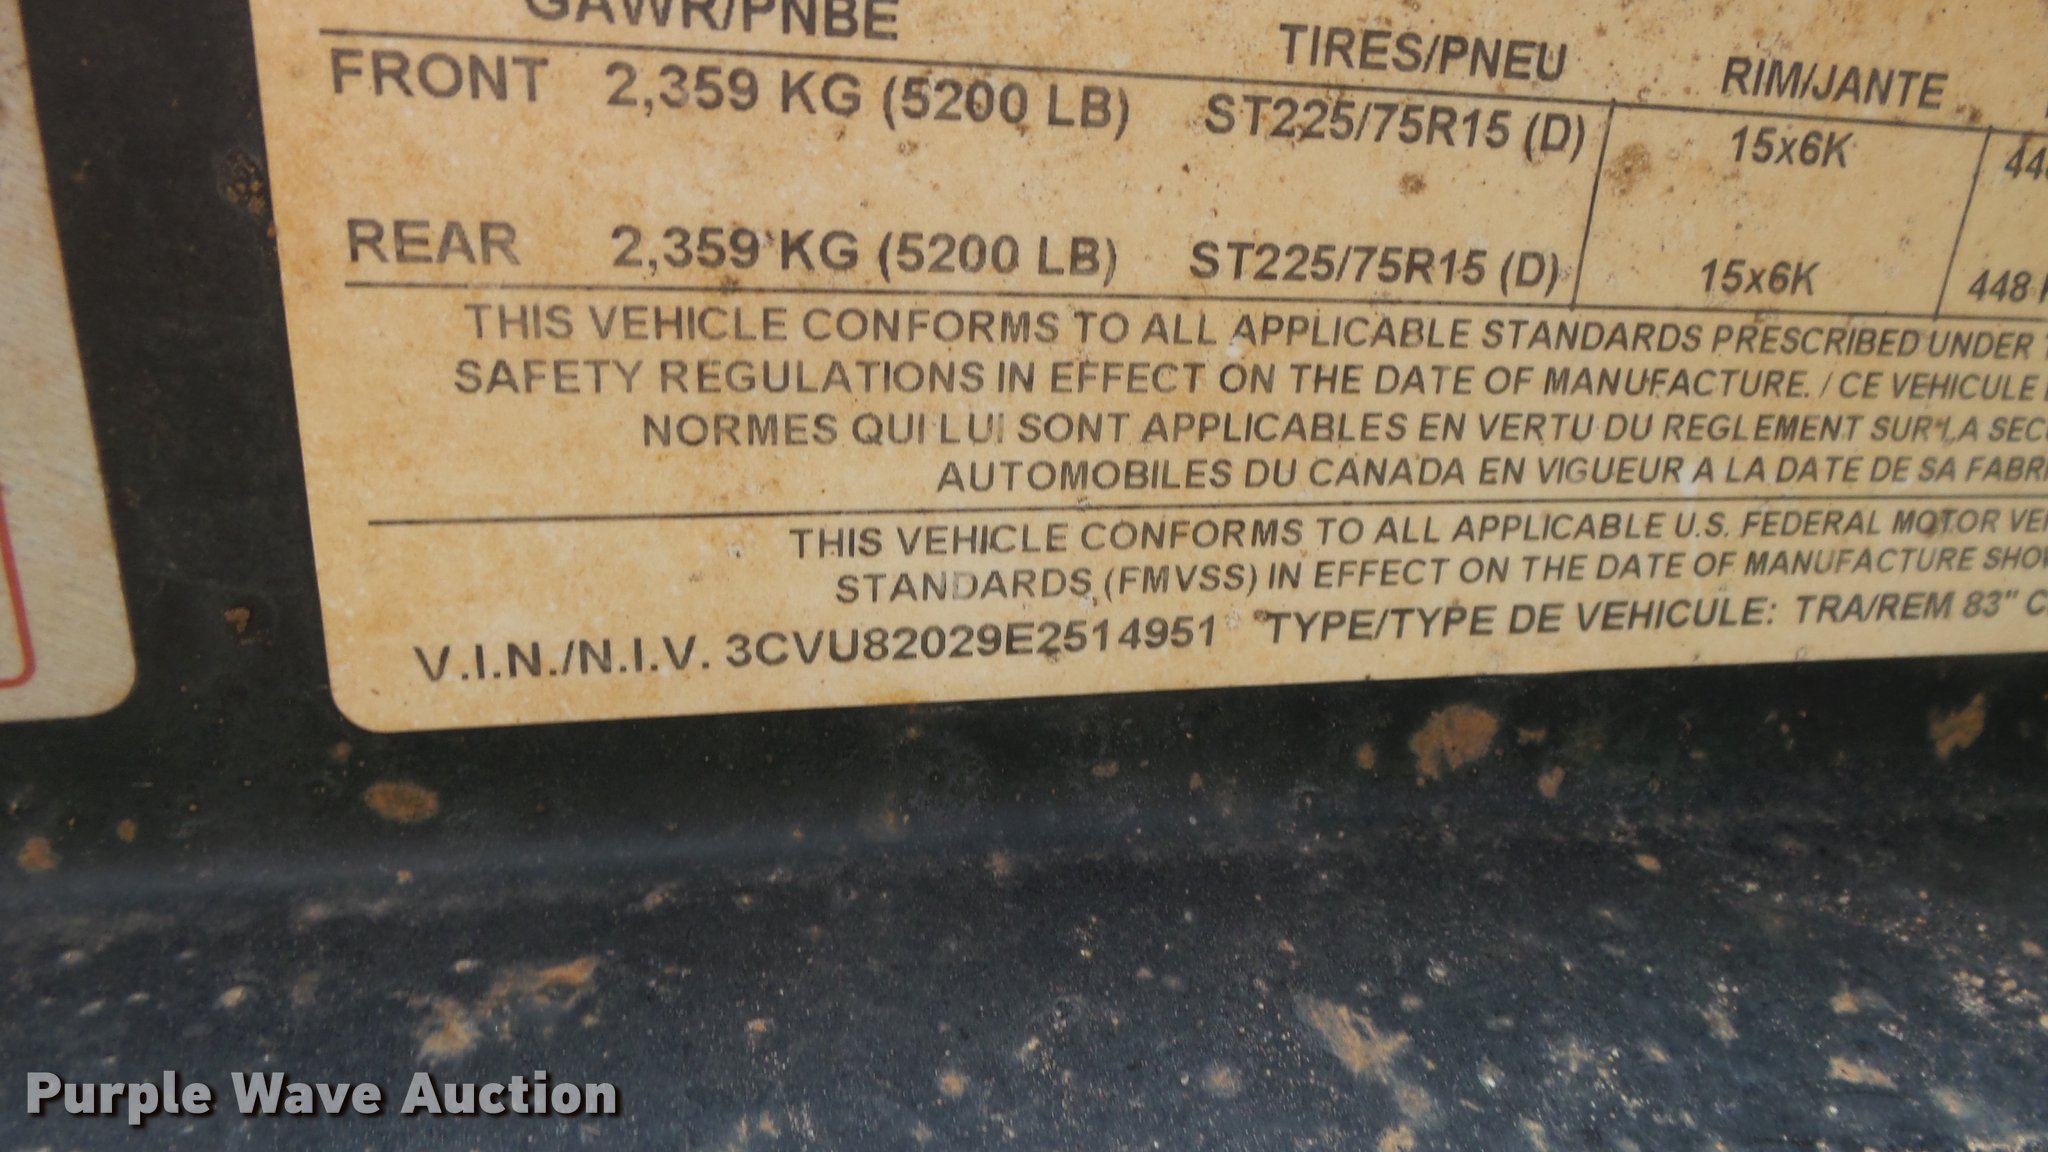 GAWR/PNBE TIRES/PNEU RIM/JANTE
FRONT 2,359 KG (5200 LB) ST225/75R15 (D) 15x6K
REAR 2,359 KG (5200 LB) ST225/75R15 (D) 15x6K 448
THIS VEHICLE CONFORMS TO ALL APPLICABLE STANDARDS PRESCRIBED UNDER
SAFETY REGULATIONS IN EFFECT ON THE DATE OF MANUFACTURE. / CE VEHICULE
NORMES QUI LUI SONT APPLICABLES EN VERTU DU REGLEMENT SUR LA
AUTOMOBILES DU CANADA EN VIGUEUR A LA DATE DE SA
THIS VEHICLE CONFORMS TO ALL APPLICABLE U.S. FEDERAL MOTOR
STANDARDS (FMVSS) IN EFFECT ON THE DATE OF MANUFACTURE
V.I.N./N.I.V. 3CVU82029E2514951 TYPE/TYPE DE VEHICULE: TRA/REM 83"
Purple Wave Auction